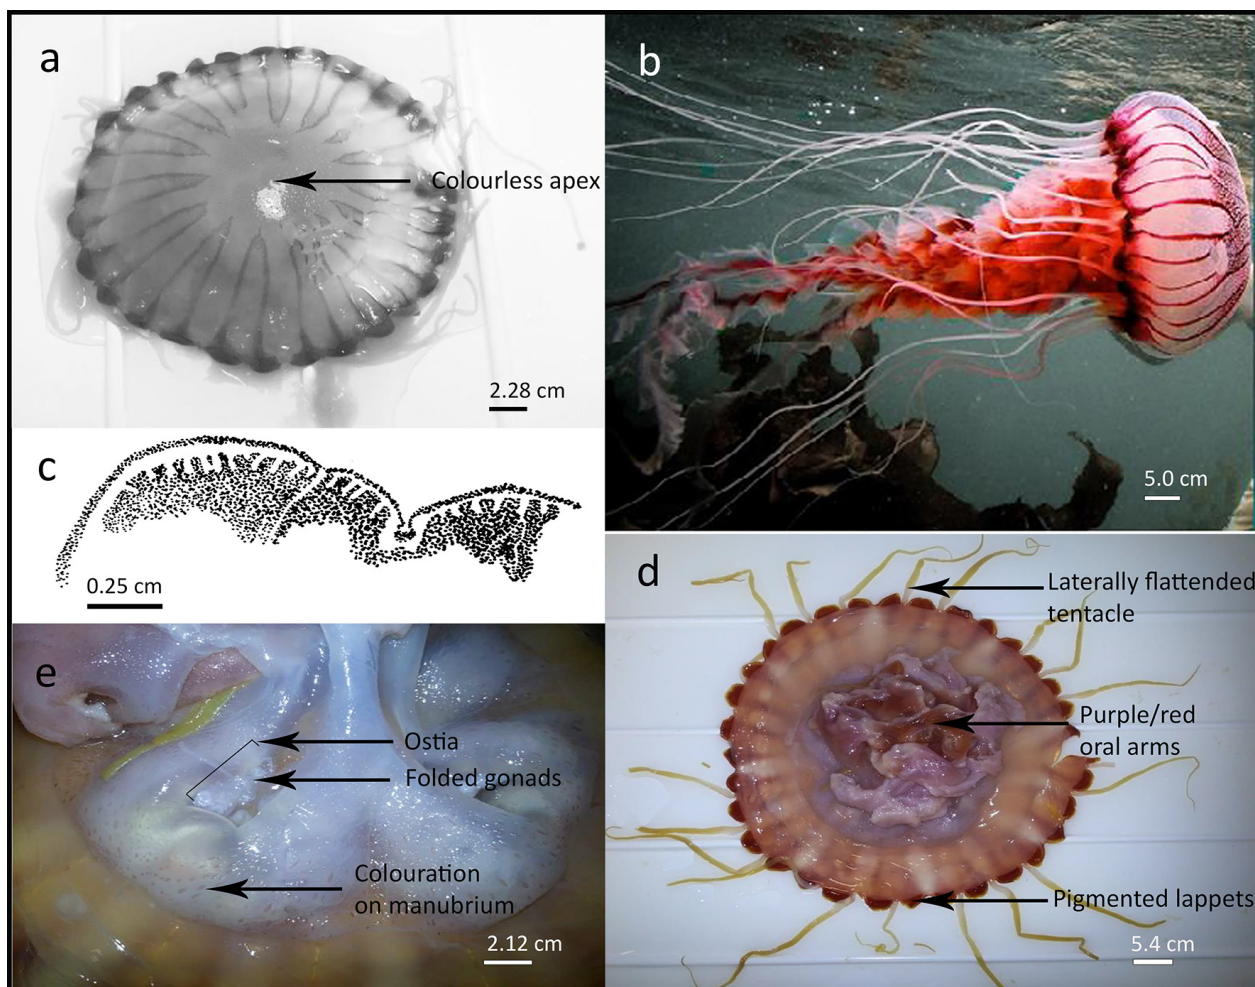 a
Colourless apex
2.28 cm
b
5.0 cm
c
0.25 cm
d
Laterally flattended
tentacle
Purple/red
oral arms
Pigmented lappets
5.4 cm
e
Ostia
Folded gonads
Colouration
on manubrium
2.12 cm